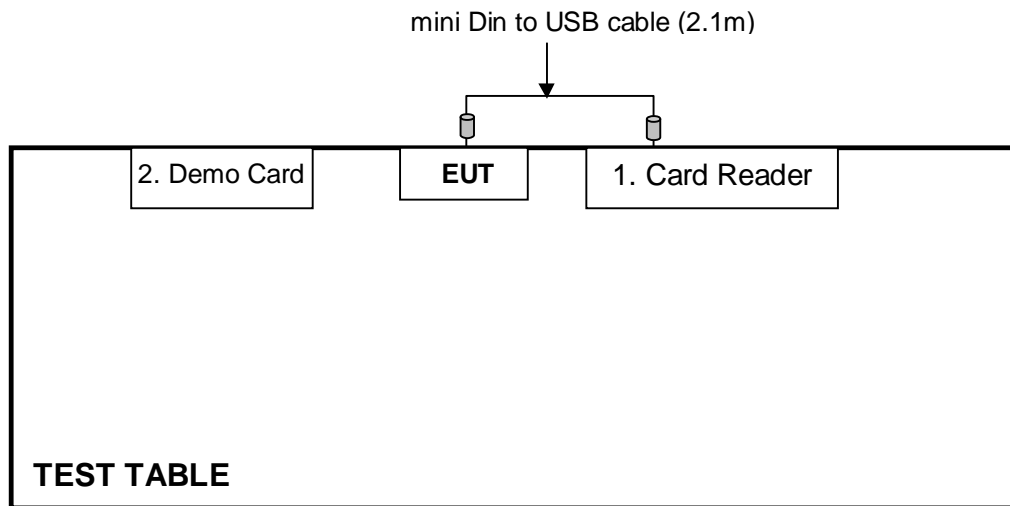 mini Din to USB cable (2.1m)
2. Demo Card
EUT
1. Card Reader
TEST TABLE